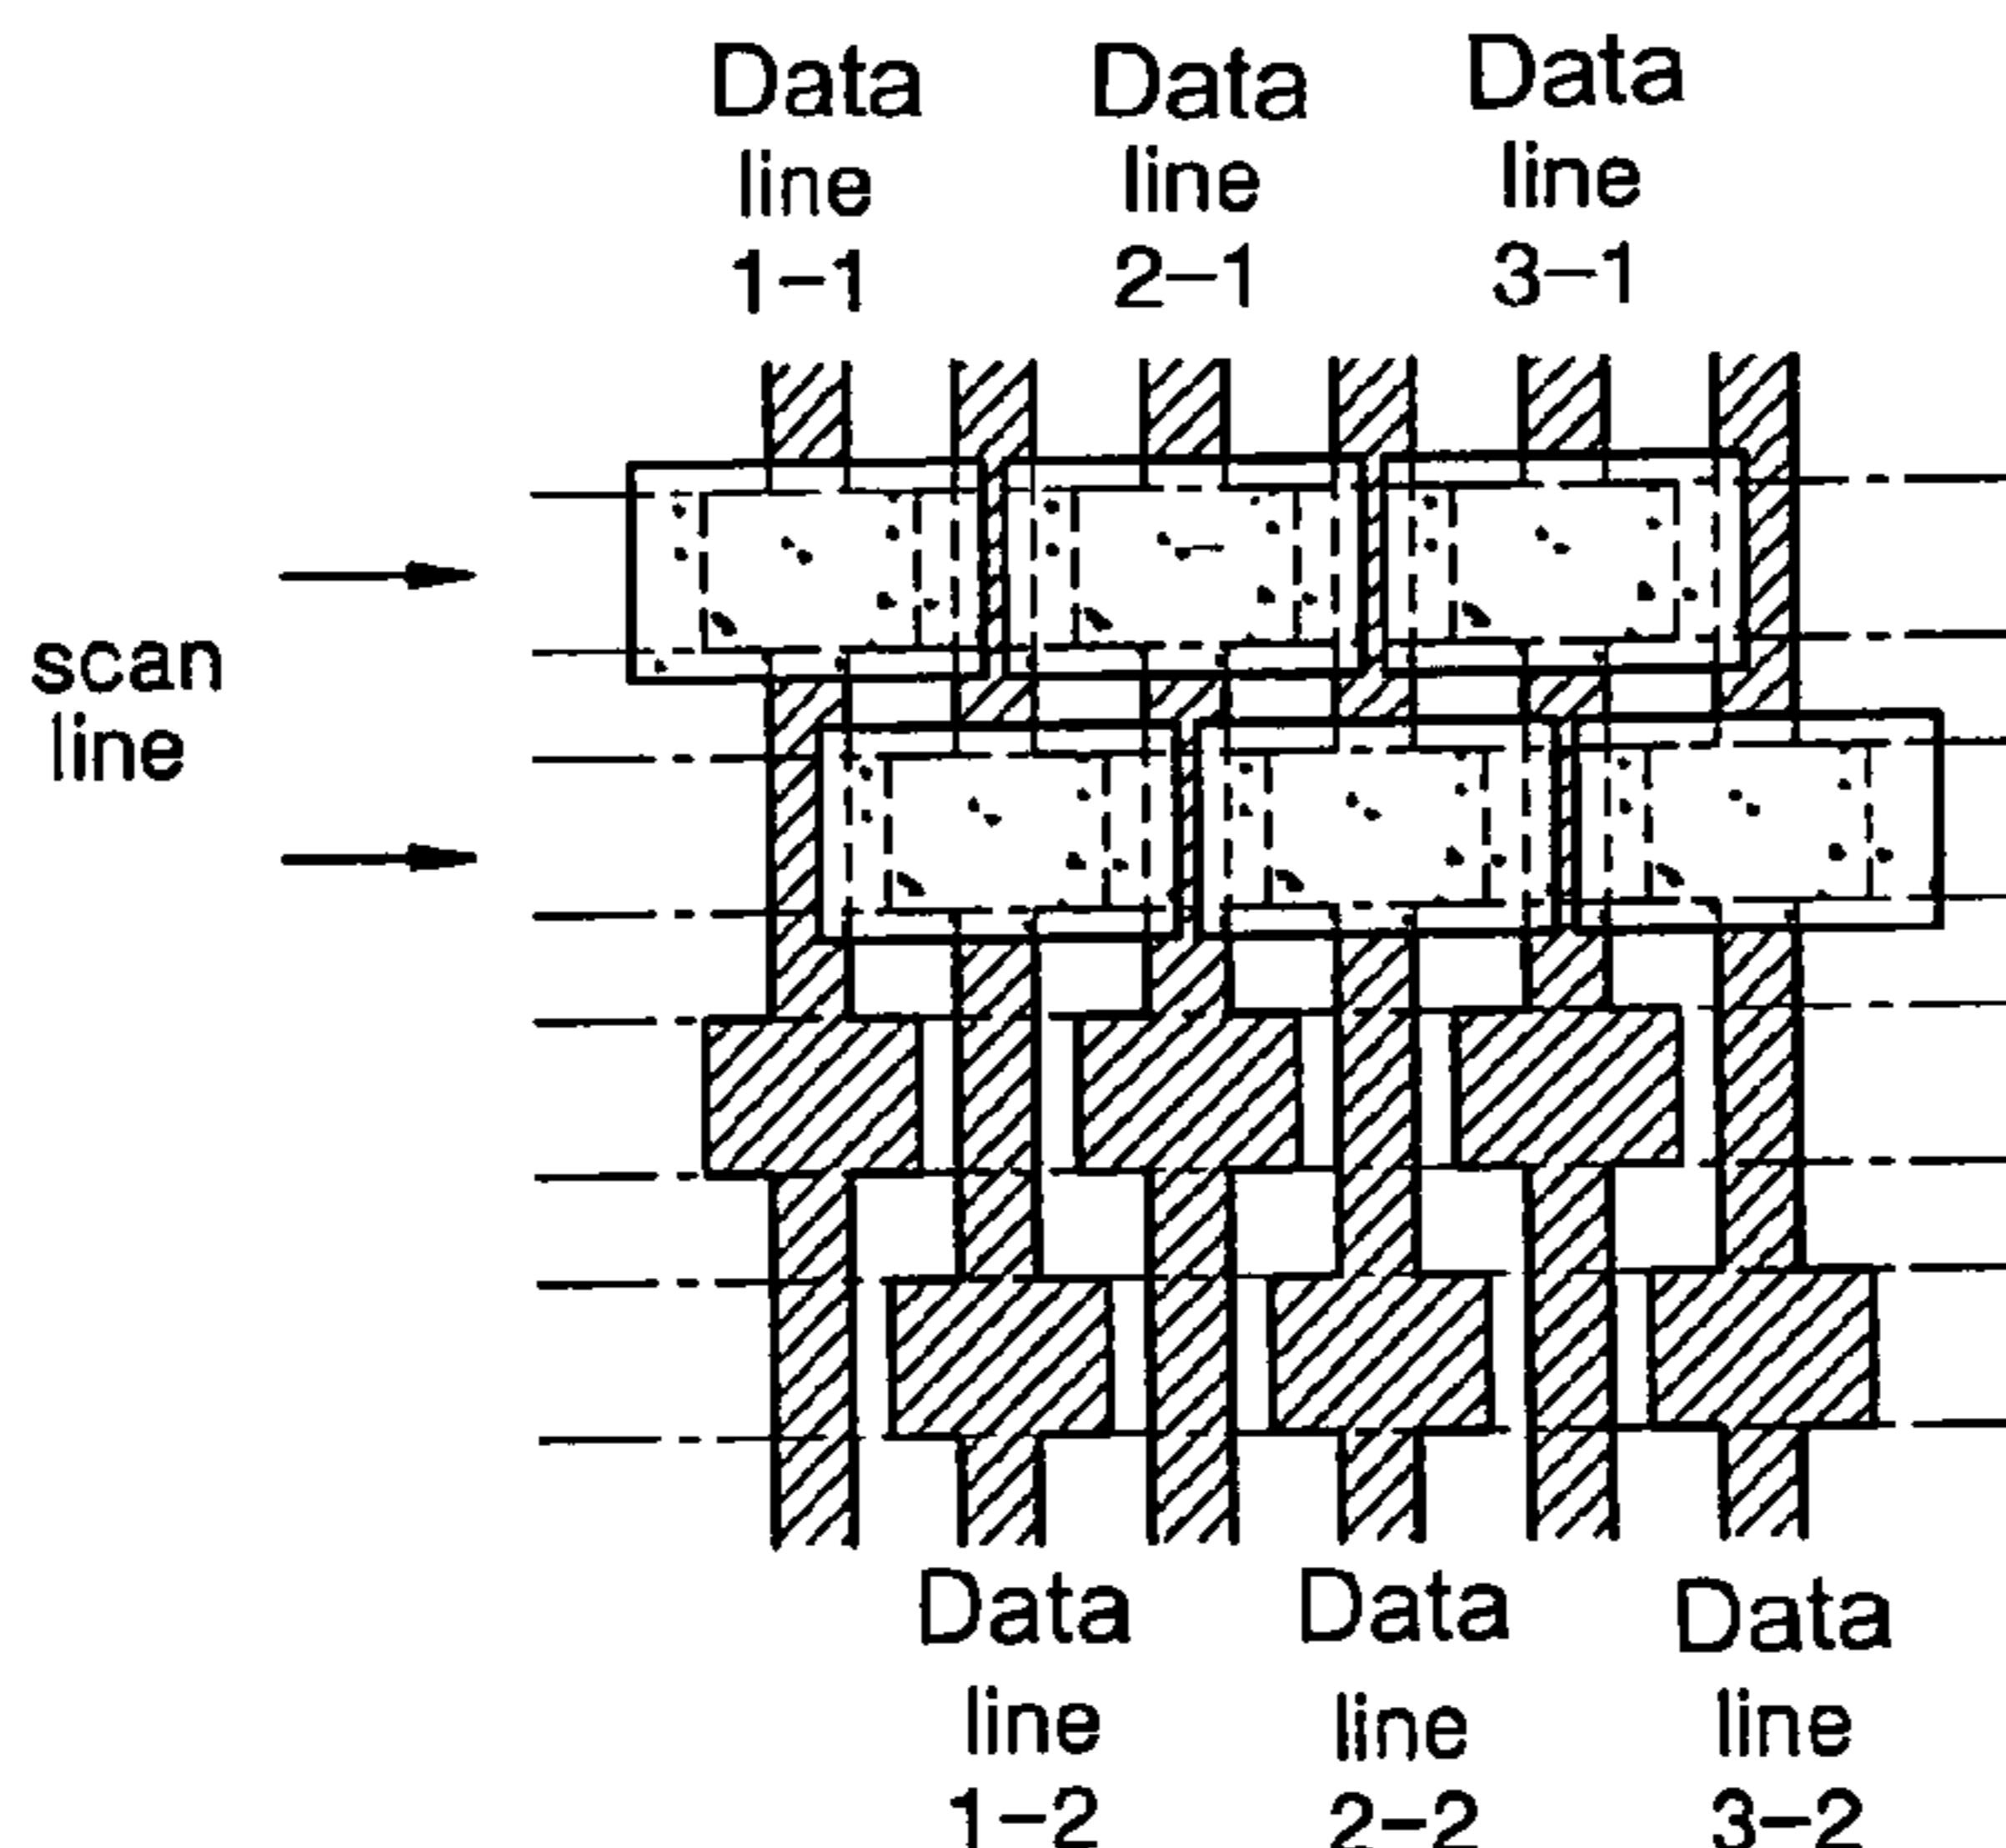 Data
line
1-1
Data
line
2-1
Data
line
3-1
scan
line
Data
line
1-2
Data
line
2-2
Data
line
3-2